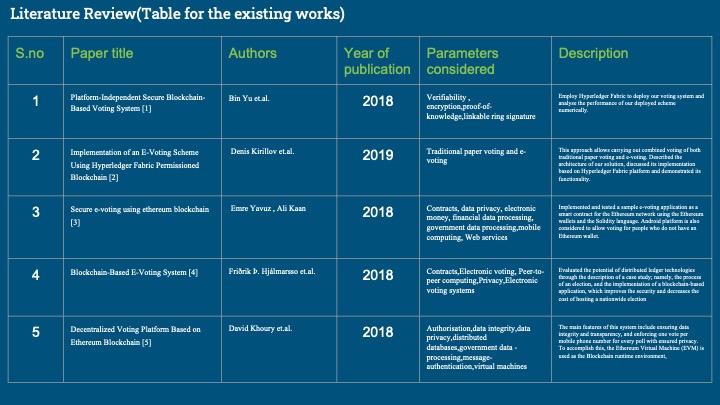 Literature Review(Table for the existing works)
S.no
Paper title
Authors
Year of
publication
Parameters
considered
Description
1
Platform-Independent Secure Blockchain-
Based Voting System [1]
Bin Yu et.al.
2018
Verifiability ,
encryption,proof-of-
knowledge,linkable ring signature
Employ Hyperledger Fabric to deploy our voting system and
analyze the performance of our deployed scheme
numerically.
2
Implementation of an E-Voting Scheme
Using Hyperledger Fabric Permissioned
Blockchain [2]
Denis Kirillov et.al.
2019
Traditional paper voting and e-
voting
This approach allows carrying out combined voting of both
traditional paper voting and e-voting. Described the
architecture of our solution, discussed its implementation
based on Hyperledger Fabric platform and demonstrated its
functionality.
3
Secure e-voting using ethereum blockchain
[3]
Emre Yavuz , Ali Kaan
2018
Contracts, data privacy, electronic
money, financial data processing,
government data processing,mobile
computing, Web services
Implemented and tested a sample e-voting application as a
smart contract for the Ethereum network using the Ethereum
wallets and the Solidity language. Android platform is also
considered to allow voting for people who do not have an
Ethereum wallet.
4
Blockchain-Based E-Voting System [4]
Friðrik Þ. Hjálmarsso et.al.
2018
Contracts,Electronic voting, Peer-to-
peer computing,Privacy,Electronic
voting systems
Evaluated the potential of distributed ledger technologies
through the description of a case study; namely, the process
of an election, and the implementation of a blockchain-based
application, which improves the security and decreases the
cost of hosting a nationwide election
5
Decentralized Voting Platform Based on
Ethereum Blockchain [5]
David Khoury et.al.
2018
Authorisation,data integrity,data
privacy,distributed
databases,government data -
processing,message-
authentication,virtual machines
The main features of this system include ensuring data
integrity and transparency, and enforcing one vote per
mobile phone number for every poll with ensured privacy.
To accomplish this, the Ethereum Virtual Machine (EVM) is
used as the Blockchain runtime environment,